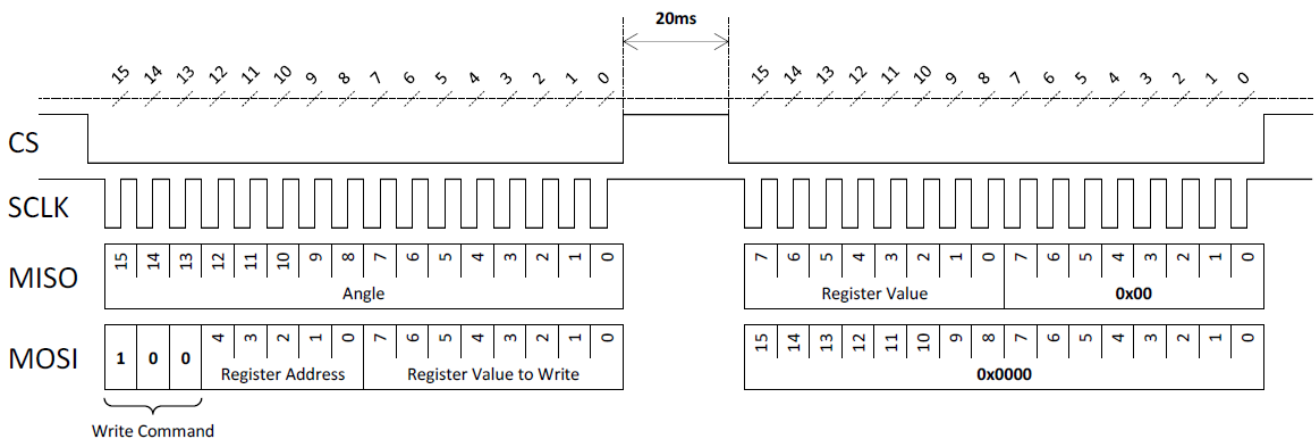 20ms
15 14 13 12 11 10 9 8 7 6 5 4 3 2 1 0 15 14 13 12 11 10 9 8 7 6 5 4 3 2 1 0
CS
SCLK
MISO 15 14 13 12 11 10 9 8 7 6 5 4 3 2 1 0 7 6 5 4 3 2 1 0 7 6 5 4 3 2 1 0
Angle Register Value 0x00
MOSI 1 0 0 4 3 2 1 0 7 6 5 4 3 2 1 0 15 14 13 12 11 10 9 8 7 6 5 4 3 2 1 0
Register Address Register Value to Write 0x0000
Write Command